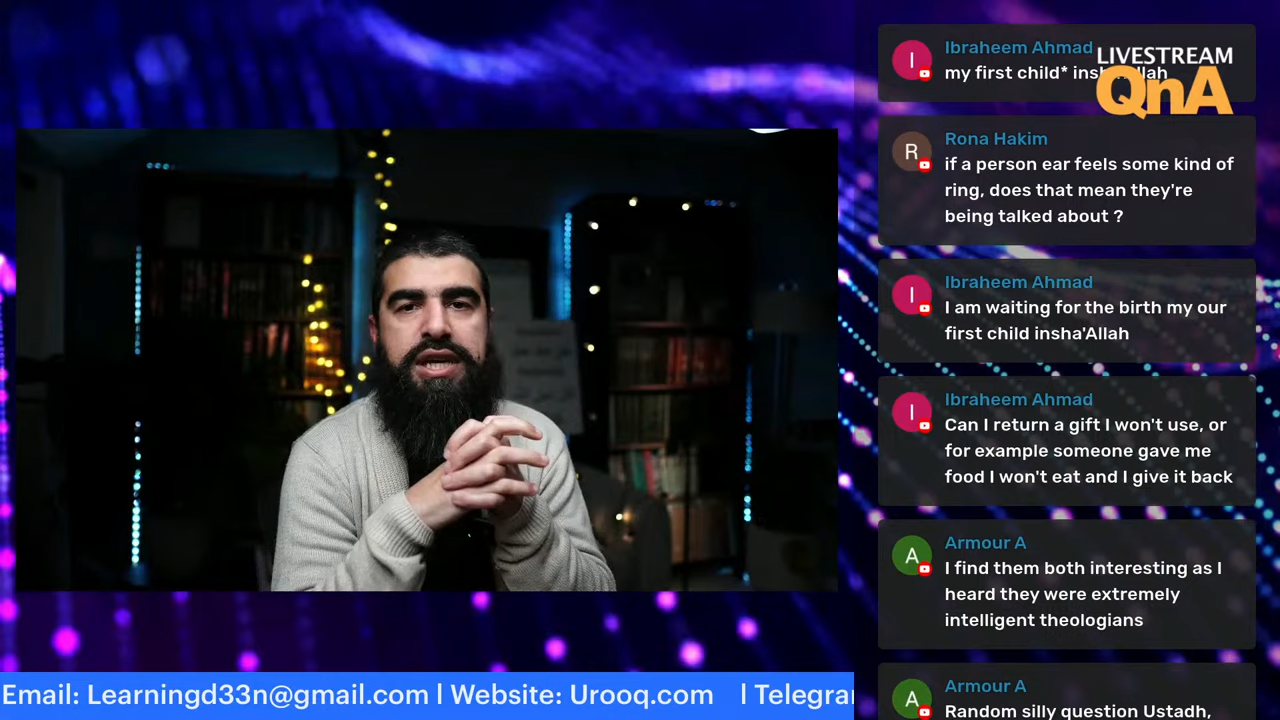 Ibraheem Ahmad
my first child*
LIVESTREAM
QnA
Rona Hakim
if a person ear feels some kind of
ring, does that mean they're
being talked about ?
Ibraheem Ahmad
I am waiting for the birth my our
first child insha'Allah
Ibraheem Ahmad
Can I return a gift I won't use, or
for example someone gave me
food I won't eat and I give it back
Armour A
I find them both interesting as I
heard they were extremely
intelligent theologians
Armour A
Random silly question Ustadh,
I
R
I
I
A
A
Email: Learningd33n@gmail.com l Website: Urooq.com l